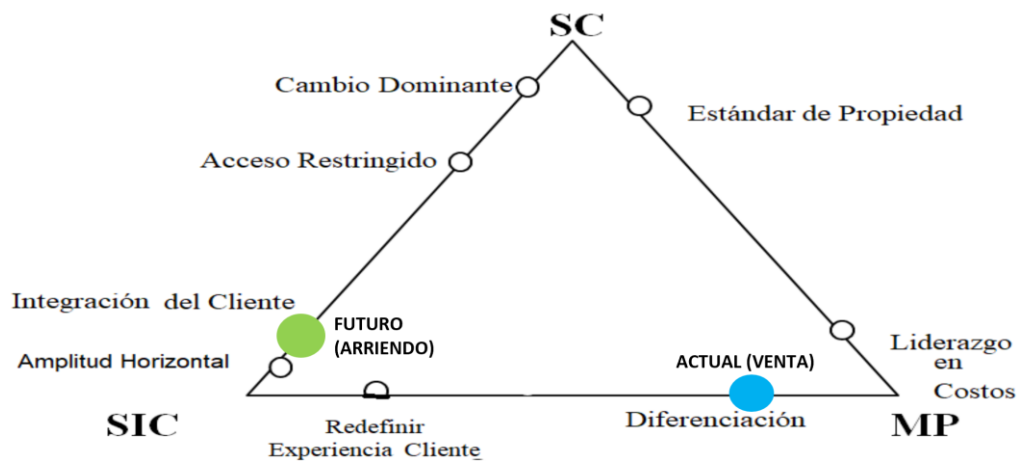 SC
Cambio Dominante
Estándar de Propiedad
Acceso Restringido
Integración del Cliente
FUTURO
(ARRIENDO)
Amplitud Horizontal
ACTUAL (VENTA)
Liderazgo
en
Costos
SIC
Redefinir
Experiencia Cliente
Diferenciación
MP